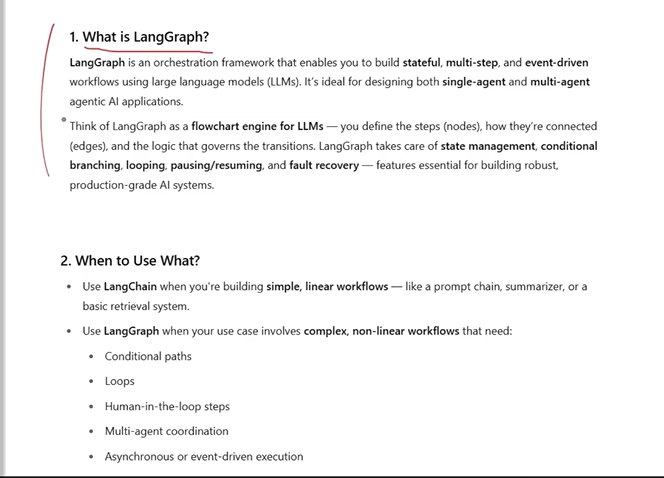 1. What is LangGraph?
LangGraph is an orchestration framework that enables you to build stateful, multi-step, and event-driven
workflows using large language models (LLMs). It's ideal for designing both single-agent and multi-agent
agentic AI applications.
Think of LangGraph as a flowchart engine for LLMs — you define the steps (nodes), how they're connected
(edges), and the logic that governs the transitions. LangGraph takes care of state management, conditional
branching, looping, pausing/resuming, and fault recovery — features essential for building robust,
production-grade AI systems.
2. When to Use What?
• Use LangChain when you're building simple, linear workflows — like a prompt chain, summarizer, or a
basic retrieval system.
• Use LangGraph when your use case involves complex, non-linear workflows that need:
• Conditional paths
• Loops
• Human-in-the-loop steps
• Multi-agent coordination
• Asynchronous or event-driven execution